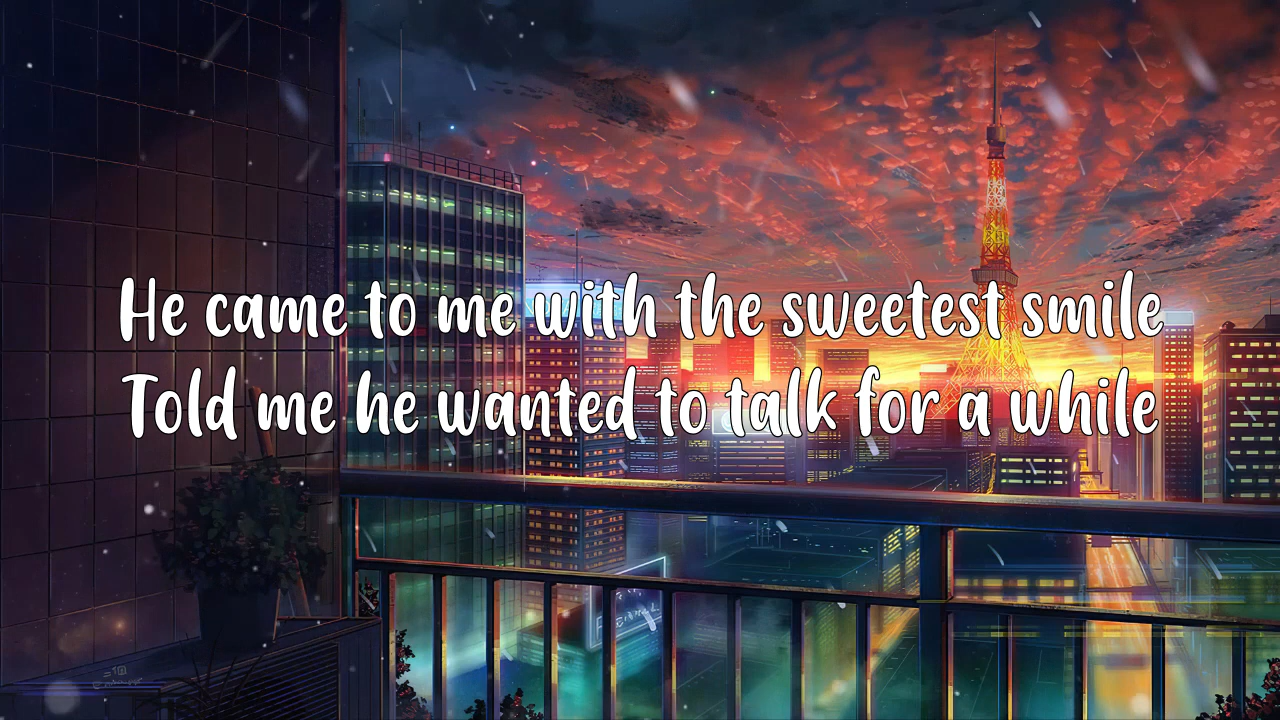 He came to me with the sweetest smile
Told me he wanted to talk for a while